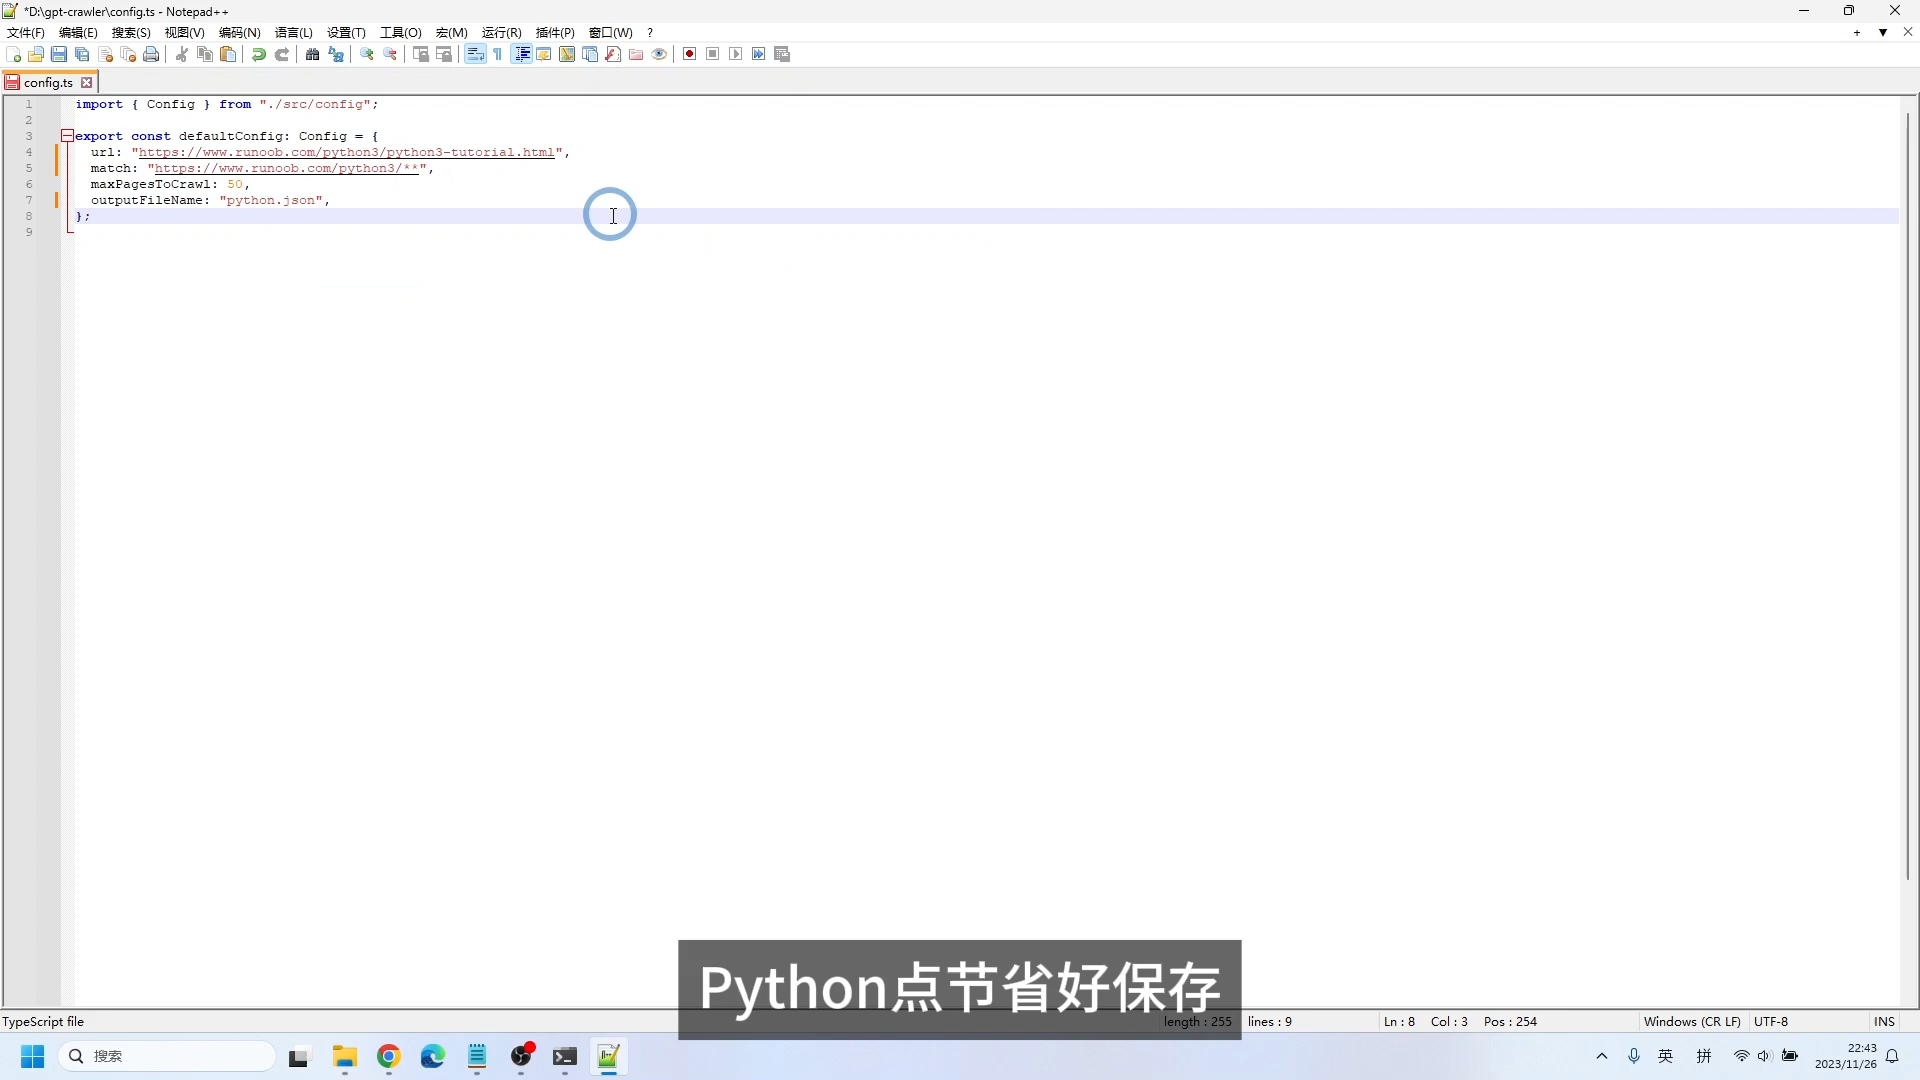 *D:\gpt-crawler\config.ts - Notepad++
文件(F) 编辑(E) 搜索(S) 视图(V) 编码(N) 语言(L) 设置(T) 工具(O) 宏(M) 运行(R) 插件(P) 窗口(W) ?
config.ts
1 import { Config } from "./src/config";
2
3 export const defaultConfig: Config = {
4 url: "https://www.runoob.com/python3/python3-tutorial.html",
5 match: "https://www.runoob.com/python3/**",
6 maxPagesToCrawl: 50,
7 outputFileName: "python.json",
8 };
9
Python点节省好保存
TypeScript file length : 255 lines : 9 Ln : 8 Col : 3 Pos : 254 Windows (CR LF) UTF-8 INS
搜索 英 拼 22:43
2023/11/26